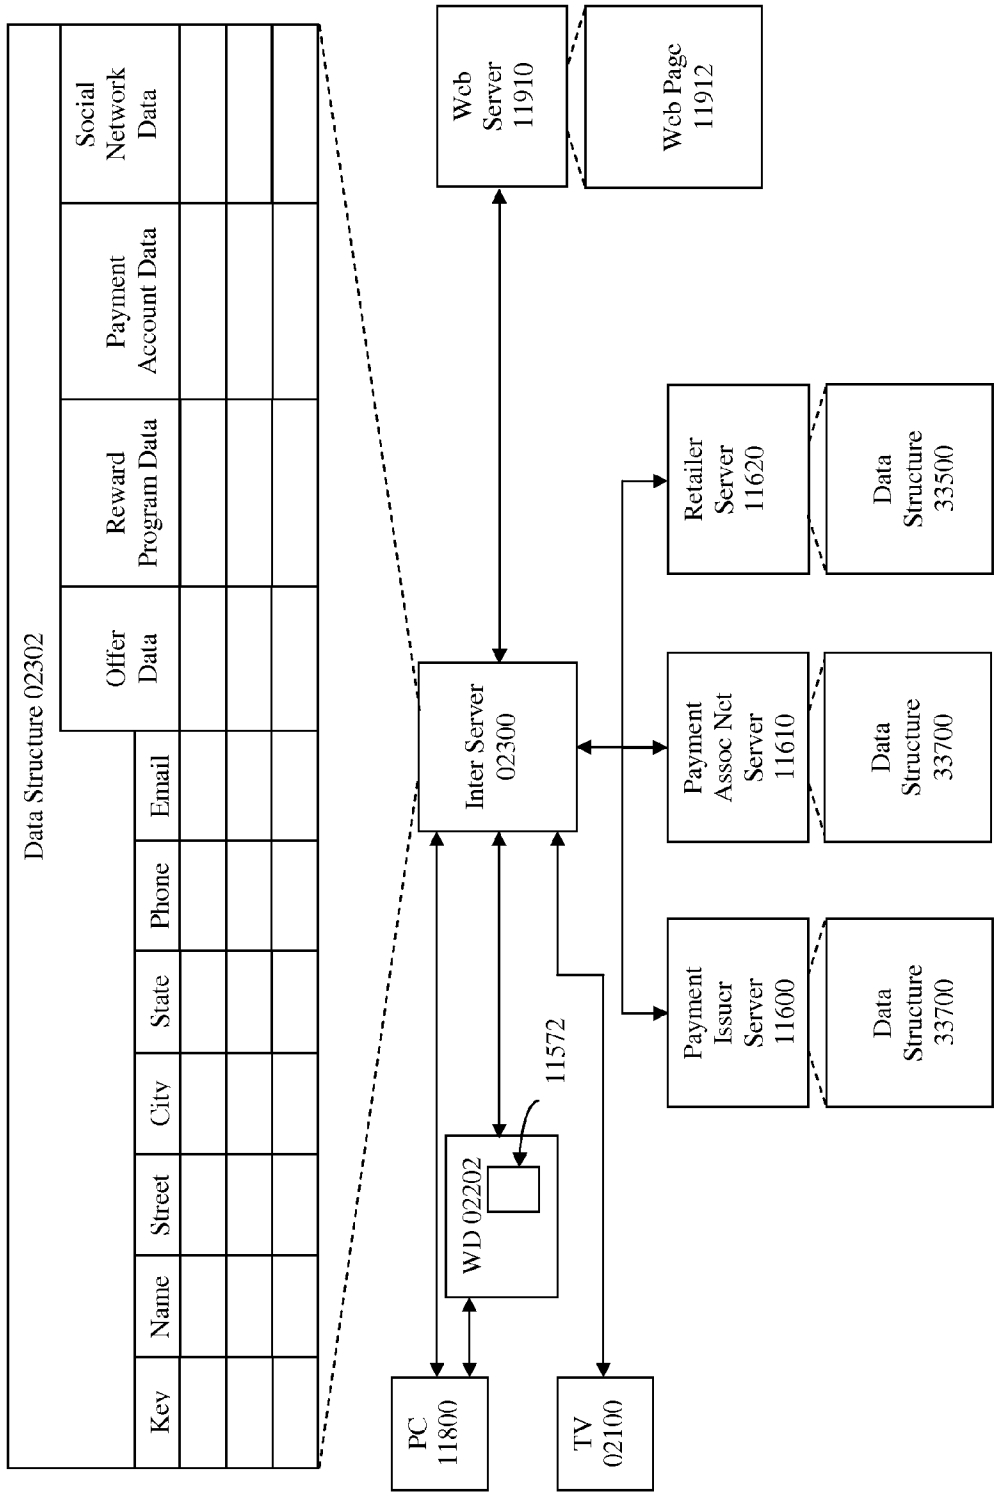 Data Structure 02302
Key
Name
Street
City
State
Phone
Email
Offer
Data
Reward
Program Data
Payment
Account Data
Social
Network
Data
PC
11800
WD 02202
11572
TV
02100
Inter Server
02300
Web
Server
11910
Web Page
11912
Payment
Issuer
Server
11600
Payment
Assoc Net
Server
11610
Retailer
Server
11620
Data
Structure
33700
Data
Structure
33700
Data
Structure
33500